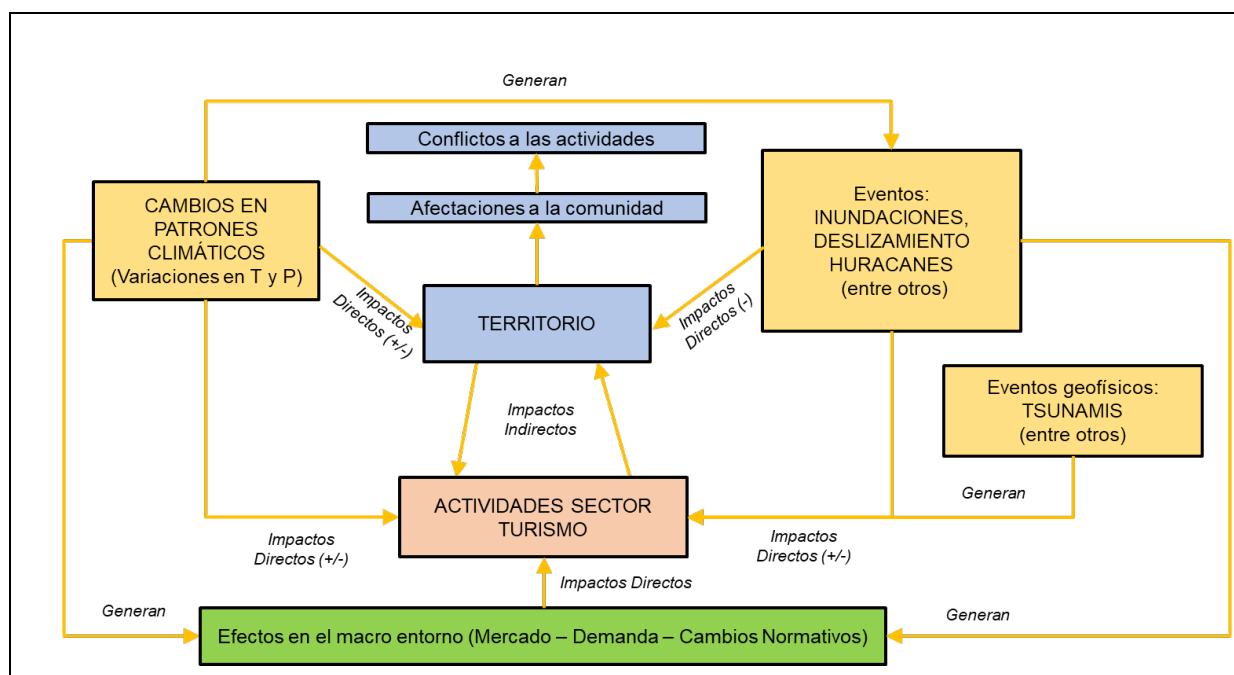 Generan
Conflictos a las actividades
CAMBIOS EN
PATRONES
CLIMÁTICOS
(Variaciones en T y P)
Afectaciones a la comunidad
Eventos:
INUNDACIONES,
DESLIZAMIENTO
HURACANES
(entre otros)
Impactos
Directos (+/-)
TERRITORIO
Impactos
Directos (-)
Eventos geofísicos:
TSUNAMIS
(entre otros)
Impactos
Indirectos
ACTIVIDADES SECTOR
TURISMO
Generan
Impactos
Directos (+/-)
Impactos
Directos (+/-)
Impactos Directos
Generan
Efectos en el macro entorno (Mercado – Demanda – Cambios Normativos)
Generan